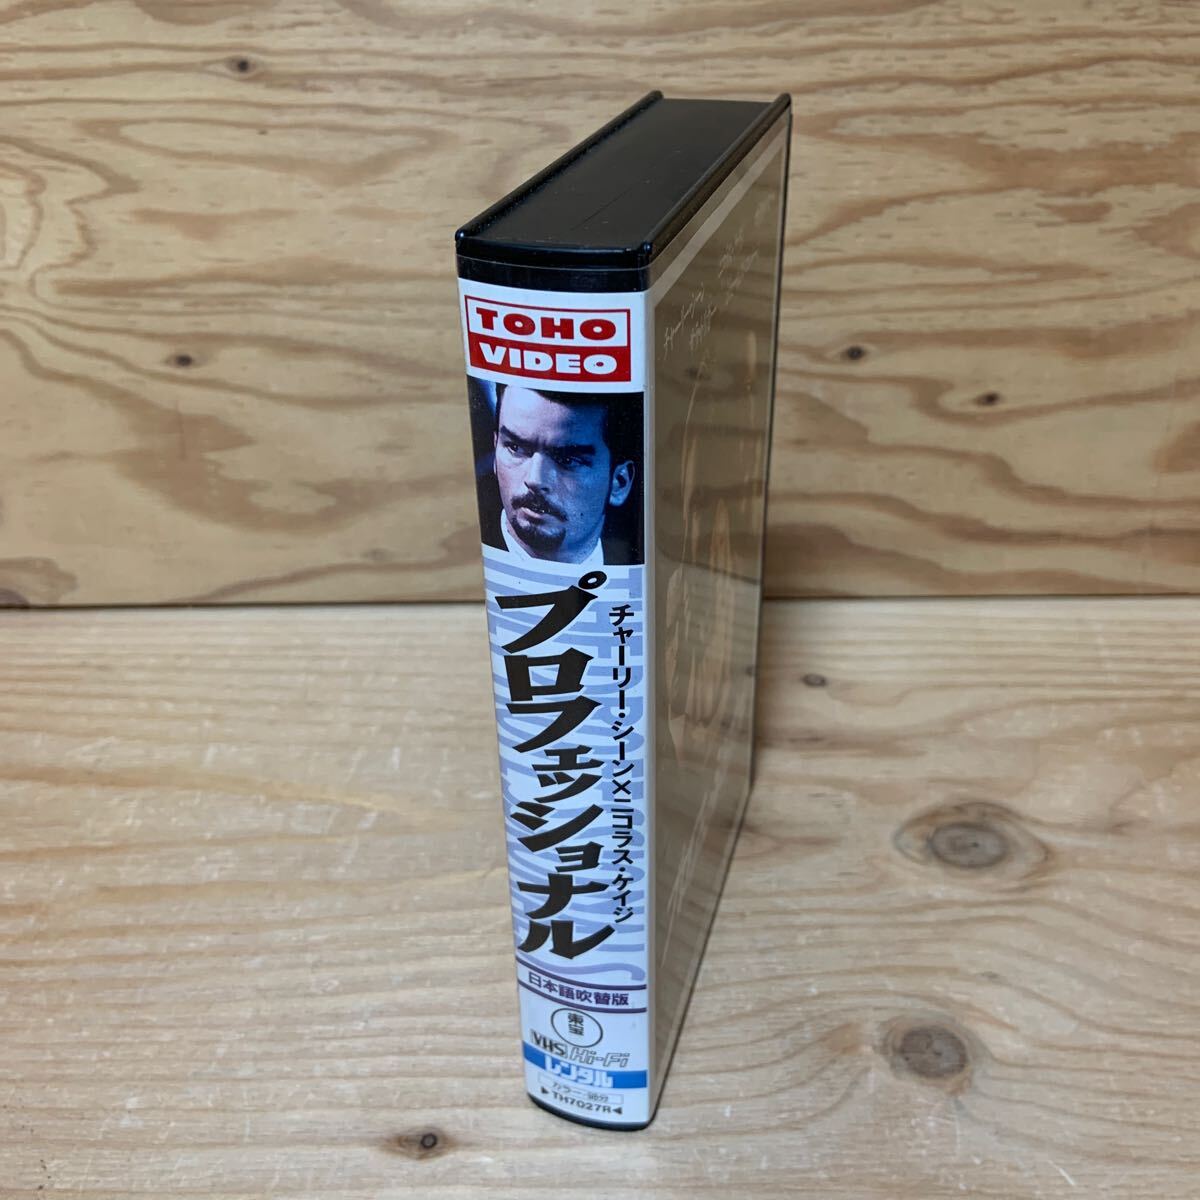 TOHO
VIDEO
チャーリー・シーン×ニコラス・ケイジ
プロフェッショナル
日本語吹替版
東宝
VHS Hi-Fi
レンタル
TH7027R